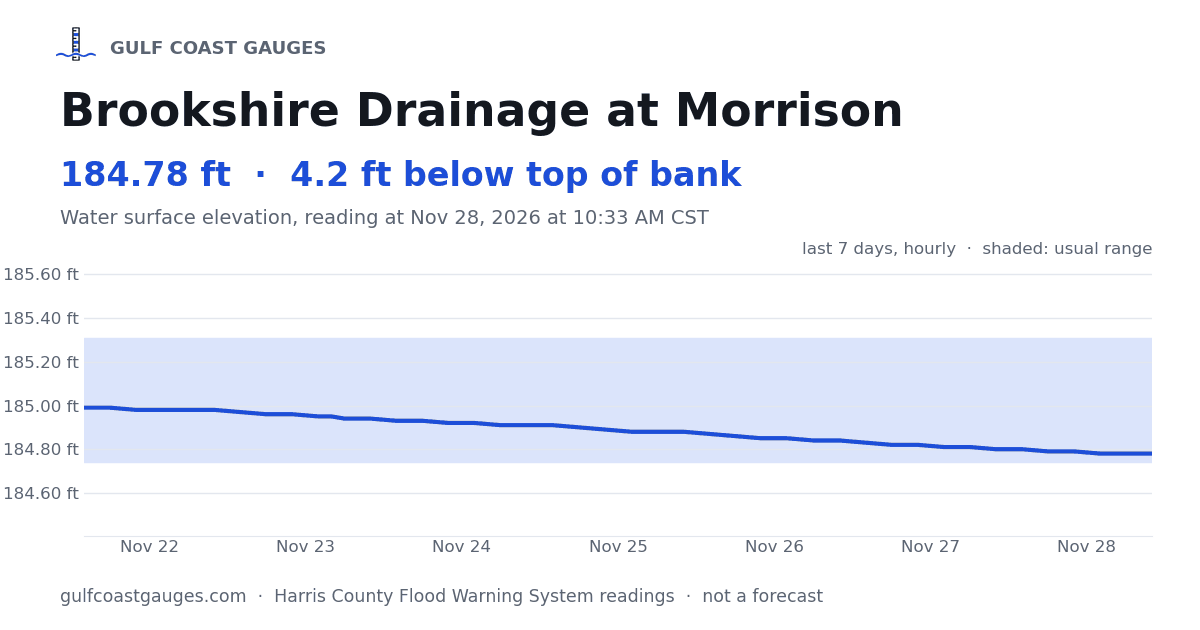 GULF COAST GAUGES
Brookshire Drainage at Morrison
184.78 ft · 4.2 ft below top of bank
Water surface elevation, reading at Nov 28, 2026 at 10:33 AM CST
last 7 days, hourly · shaded: usual range
185.60 ft
185.40 ft
185.20 ft
185.00 ft
184.80 ft
184.60 ft
Nov 22 Nov 23 Nov 24 Nov 25 Nov 26 Nov 27 Nov 28
gulfcoastgauges.com · Harris County Flood Warning System readings · not a forecast